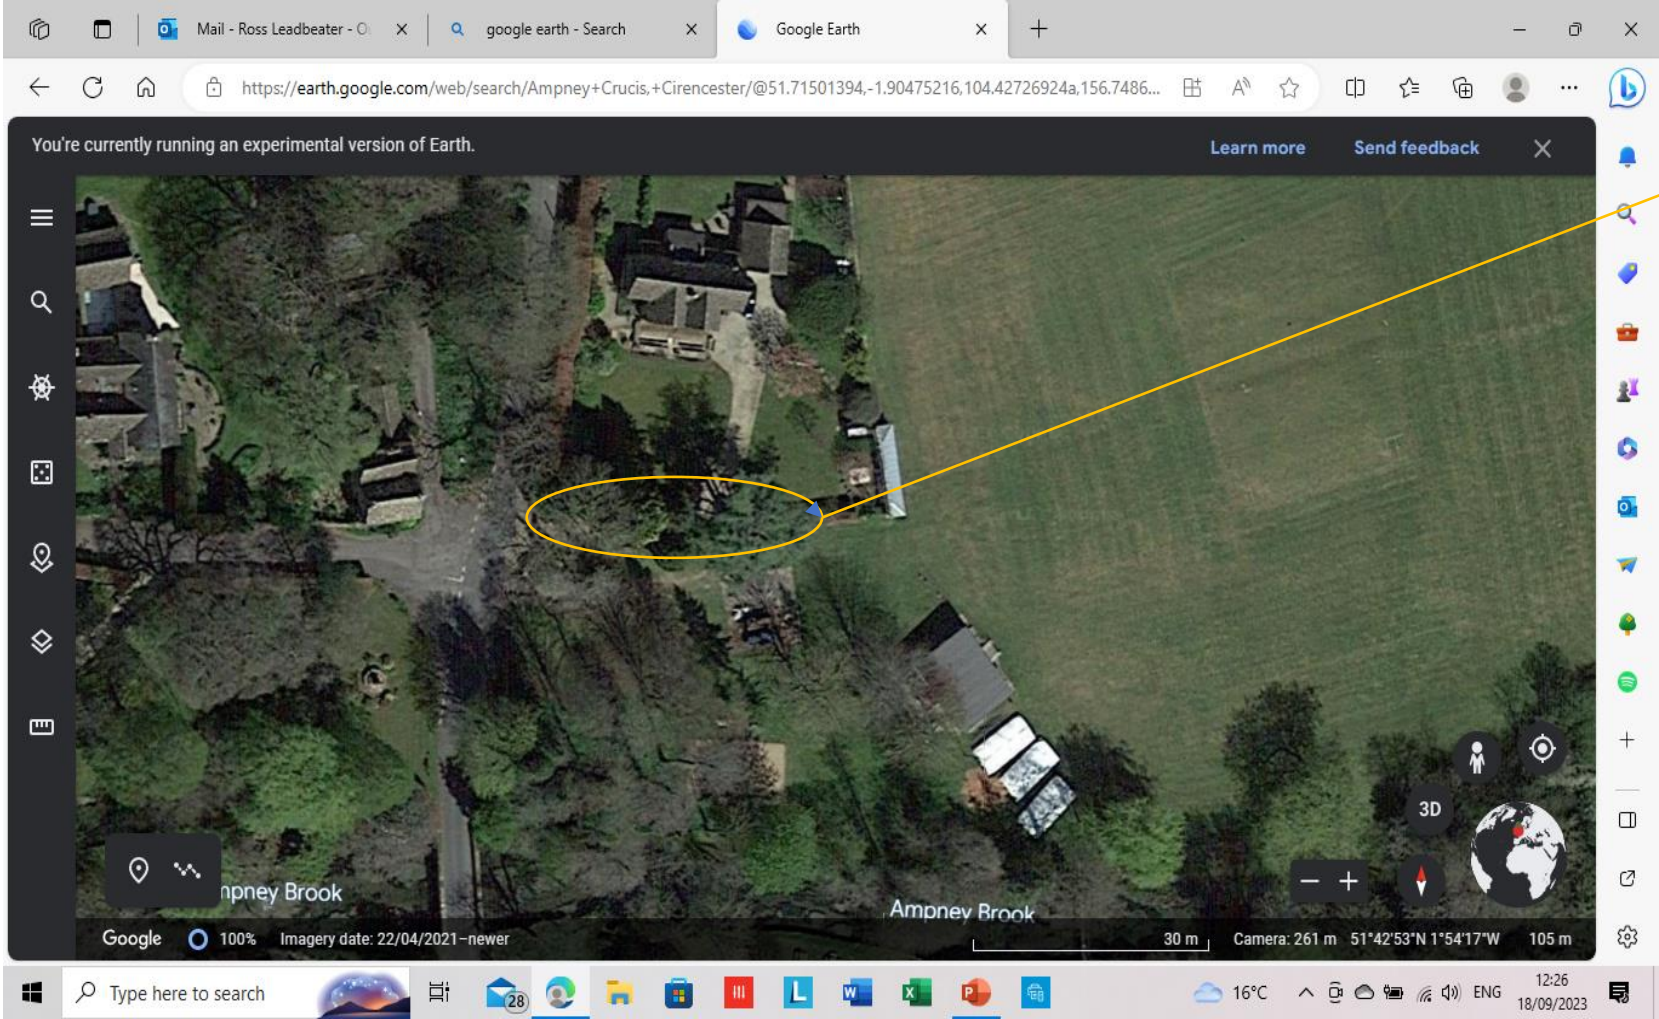 Mail - Ross Leadbeater - O
google earth - Search
Google Earth
https://earth.google.com/web/search/Ampney+Crucis,+Cirencester/@51.71501394,-1.90475216,104.42726924a,156.7486...
You're currently running an experimental version of Earth.
Learn more
Send feedback
3D
mpney Brook
Ampney Brook
Google
100%
Imagery date: 22/04/2021–newer
30 m
Camera: 261 m
51°42'53"N 1°54'17"W
105 m
Type here to search
28
16°C
ENG
12:26
18/09/2023